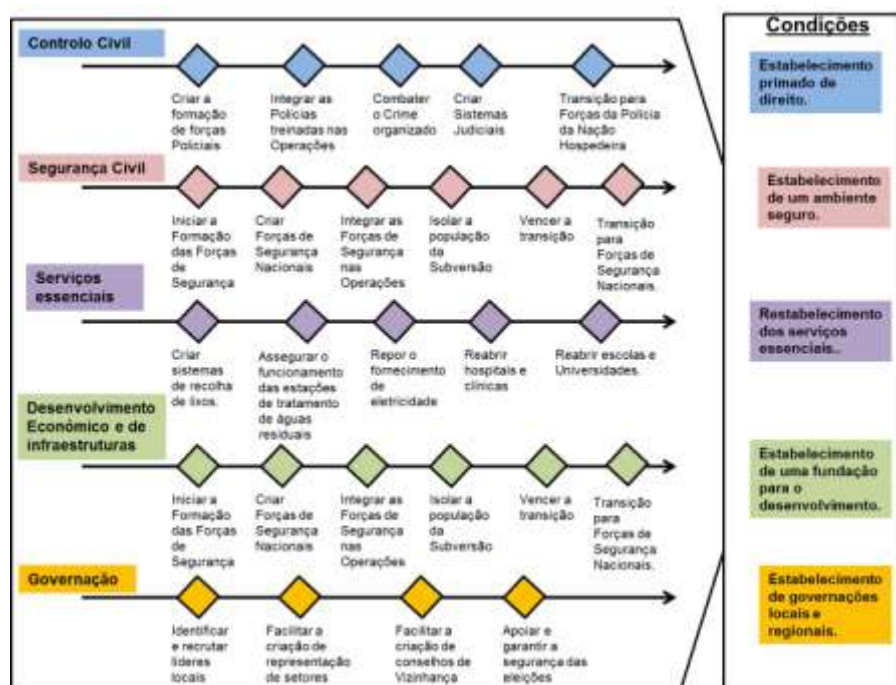 Controlo Civil
Criar a
formação
de forças
Policiais
Integrar as
Polícias
treinadas nas
Operações
Combater
o Crime
organizado
Criar
Sistemas
Judiciais
Transição para
Forças da Polícia
da Nação
Hospedeira
Segurança Civil
Iniciar a
Formação
das Forças
de
Segurança
Criar
Forças de
Segurança
Nacionais
Integrar as
Forças de
Segurança
nas
Operações
Isolar a
população
da
Subversão
Vencer a
transição
Transição
para
Forças de
Segurança
Nacionais.
Serviços
essenciais
Criar
sistemas
de recolha
de lixos.
Assegurar o
funcionamento
das estações
de tratamento
de águas
residuais
Repor o
fornecimento
de
eletricidade
Reabrir
hospitais e
clínicas
Reabrir escolas e
Universidades.
Desenvolvimento
Económico e de
infraestruturas
Iniciar a
Formação
das Forças
de
Segurança
Criar
Forças de
Segurança
Nacionais
Integrar as
Forças de
Segurança
nas
Operações
Isolar a
população
da
Subversão
Vencer a
transição
Transição
para
Forças de
Segurança
Nacionais.
Governação
Identificar
e recrutar
líderes
locais
Facilitar a
criação de
representação
de setores
Facilitar a
criação de
conselhos de
Vizinhança
Apoiar e
garantir a
segurança das
eleições
Condições
Estabelecimento
primado de
direito.
Estabelecimento
de um ambiente
seguro.
Restabelecimento
dos serviços
essenciais..
Estabelecimento
de uma fundação
para o
desenvolvimento.
Estabelecimento
de governações
locais e
regionais.